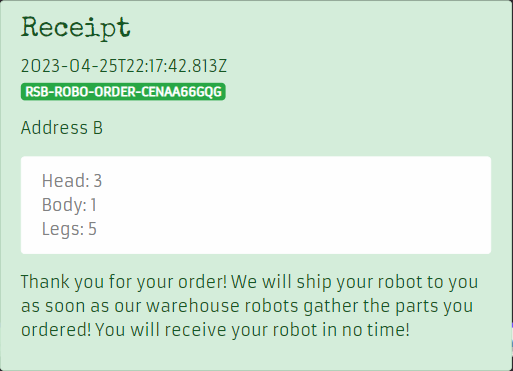 Receipt
2023-04-25T22:17:42.813Z
RSB-ROBO-ORDER-CENAA66GQG
Address B
Head: 3
Body: 1
Legs: 5
Thank you for your order! We will ship your robot to you
as soon as our warehouse robots gather the parts you
ordered! You will receive your robot in no time!